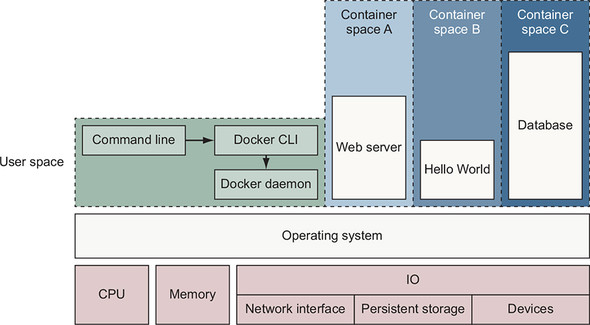 Container
space A
Container
space B
Container
space C
Command line
Docker CLI
Web server
Database
Hello World
User space
Docker daemon
Operating system
CPU
Memory
IO
Network interface
Persistent storage
Devices